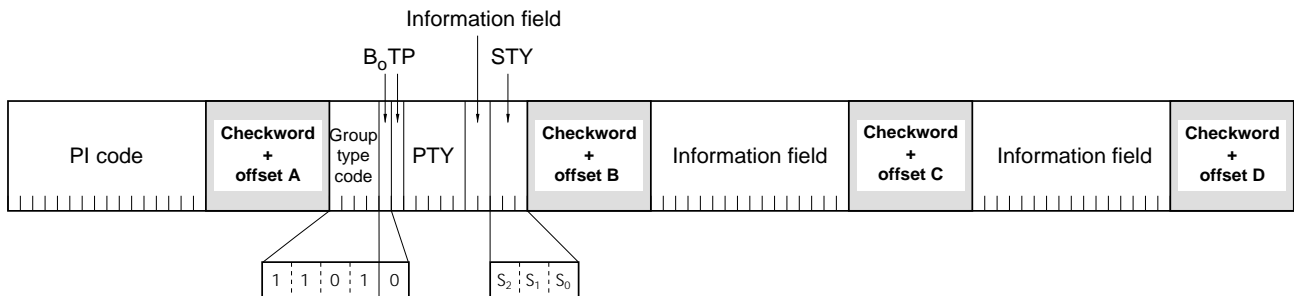 Information field
BₒTP
STY
PI code
Checkword
+
offset A
Group
type
code
PTY
Checkword
+
offset B
Information field
Checkword
+
offset C
Information field
Checkword
+
offset D
1 1 0 1 0
S₂ S₁ S₀